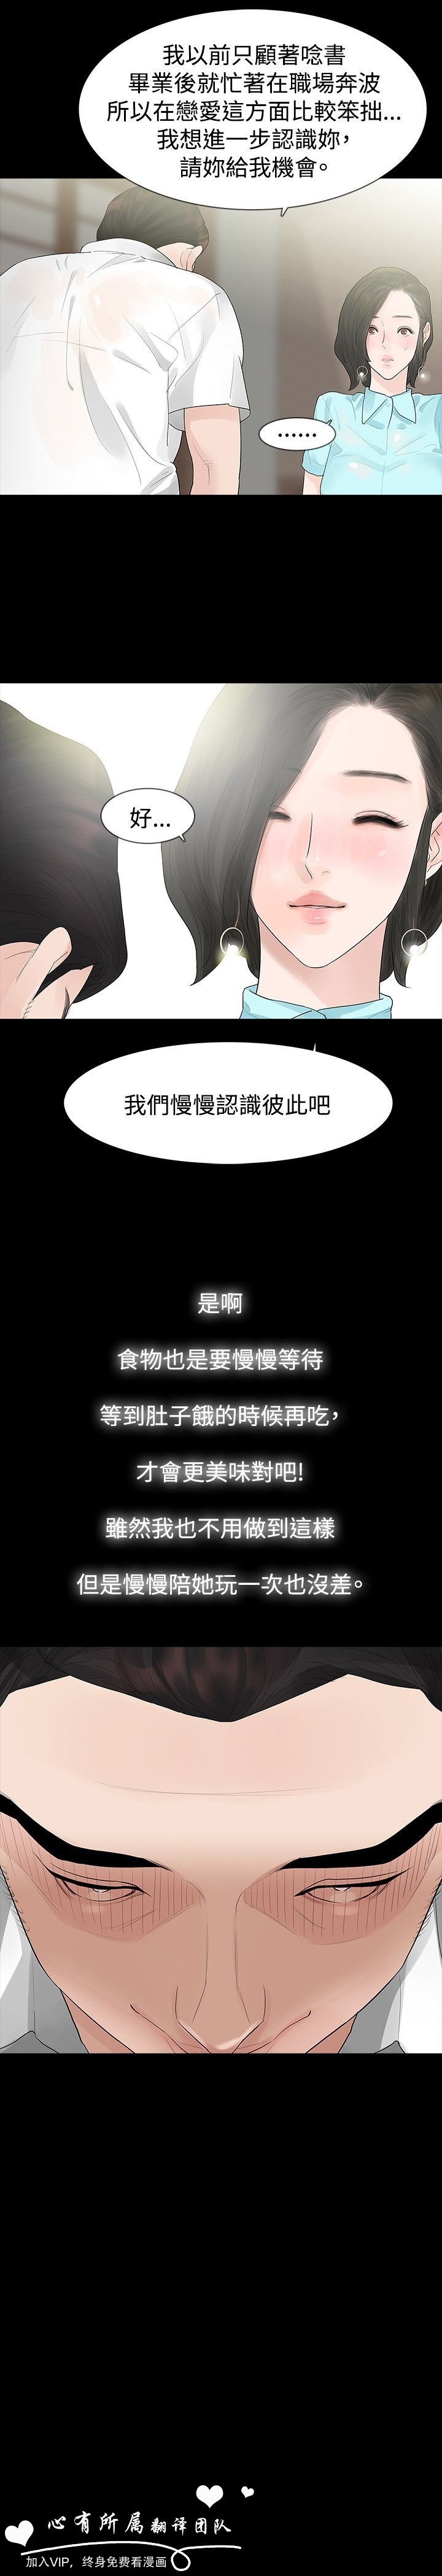 我以前只顧著唸書
畢業後就忙著在職場奔波
所以在戀愛這方面比較笨拙...
我想進一步認識妳，
請妳給我機會。
......
好...
我們慢慢認識彼此吧
是啊
食物也是要慢慢等待
等到肚子餓的時候再吃，
才會更美味對吧!
雖然我也不用做到這樣
但是慢慢陪她玩一次也沒差。
心有所属翻译团队
加入VIP，终身免费看漫画